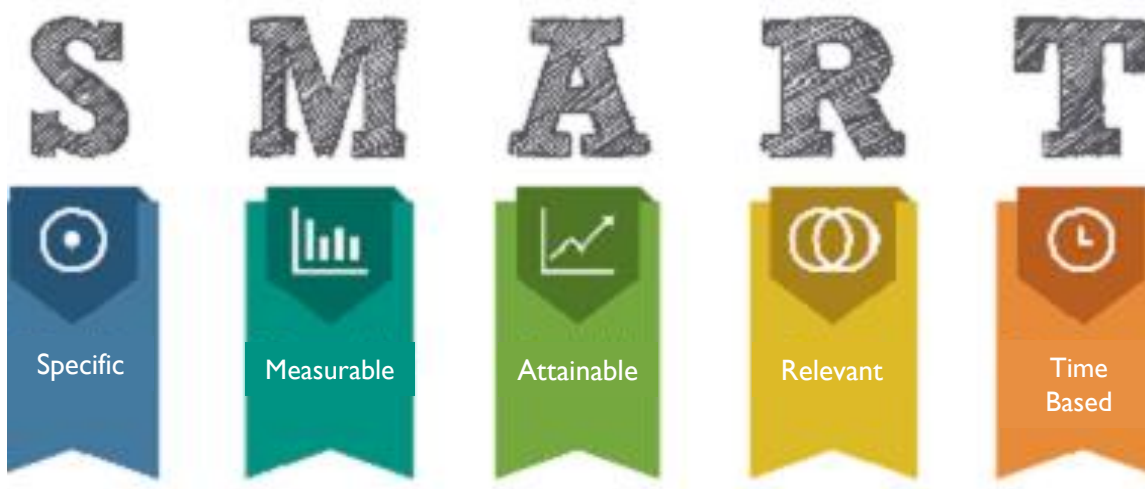 S M A R T
Specific
Measurable
Attainable
Relevant
Time
Based